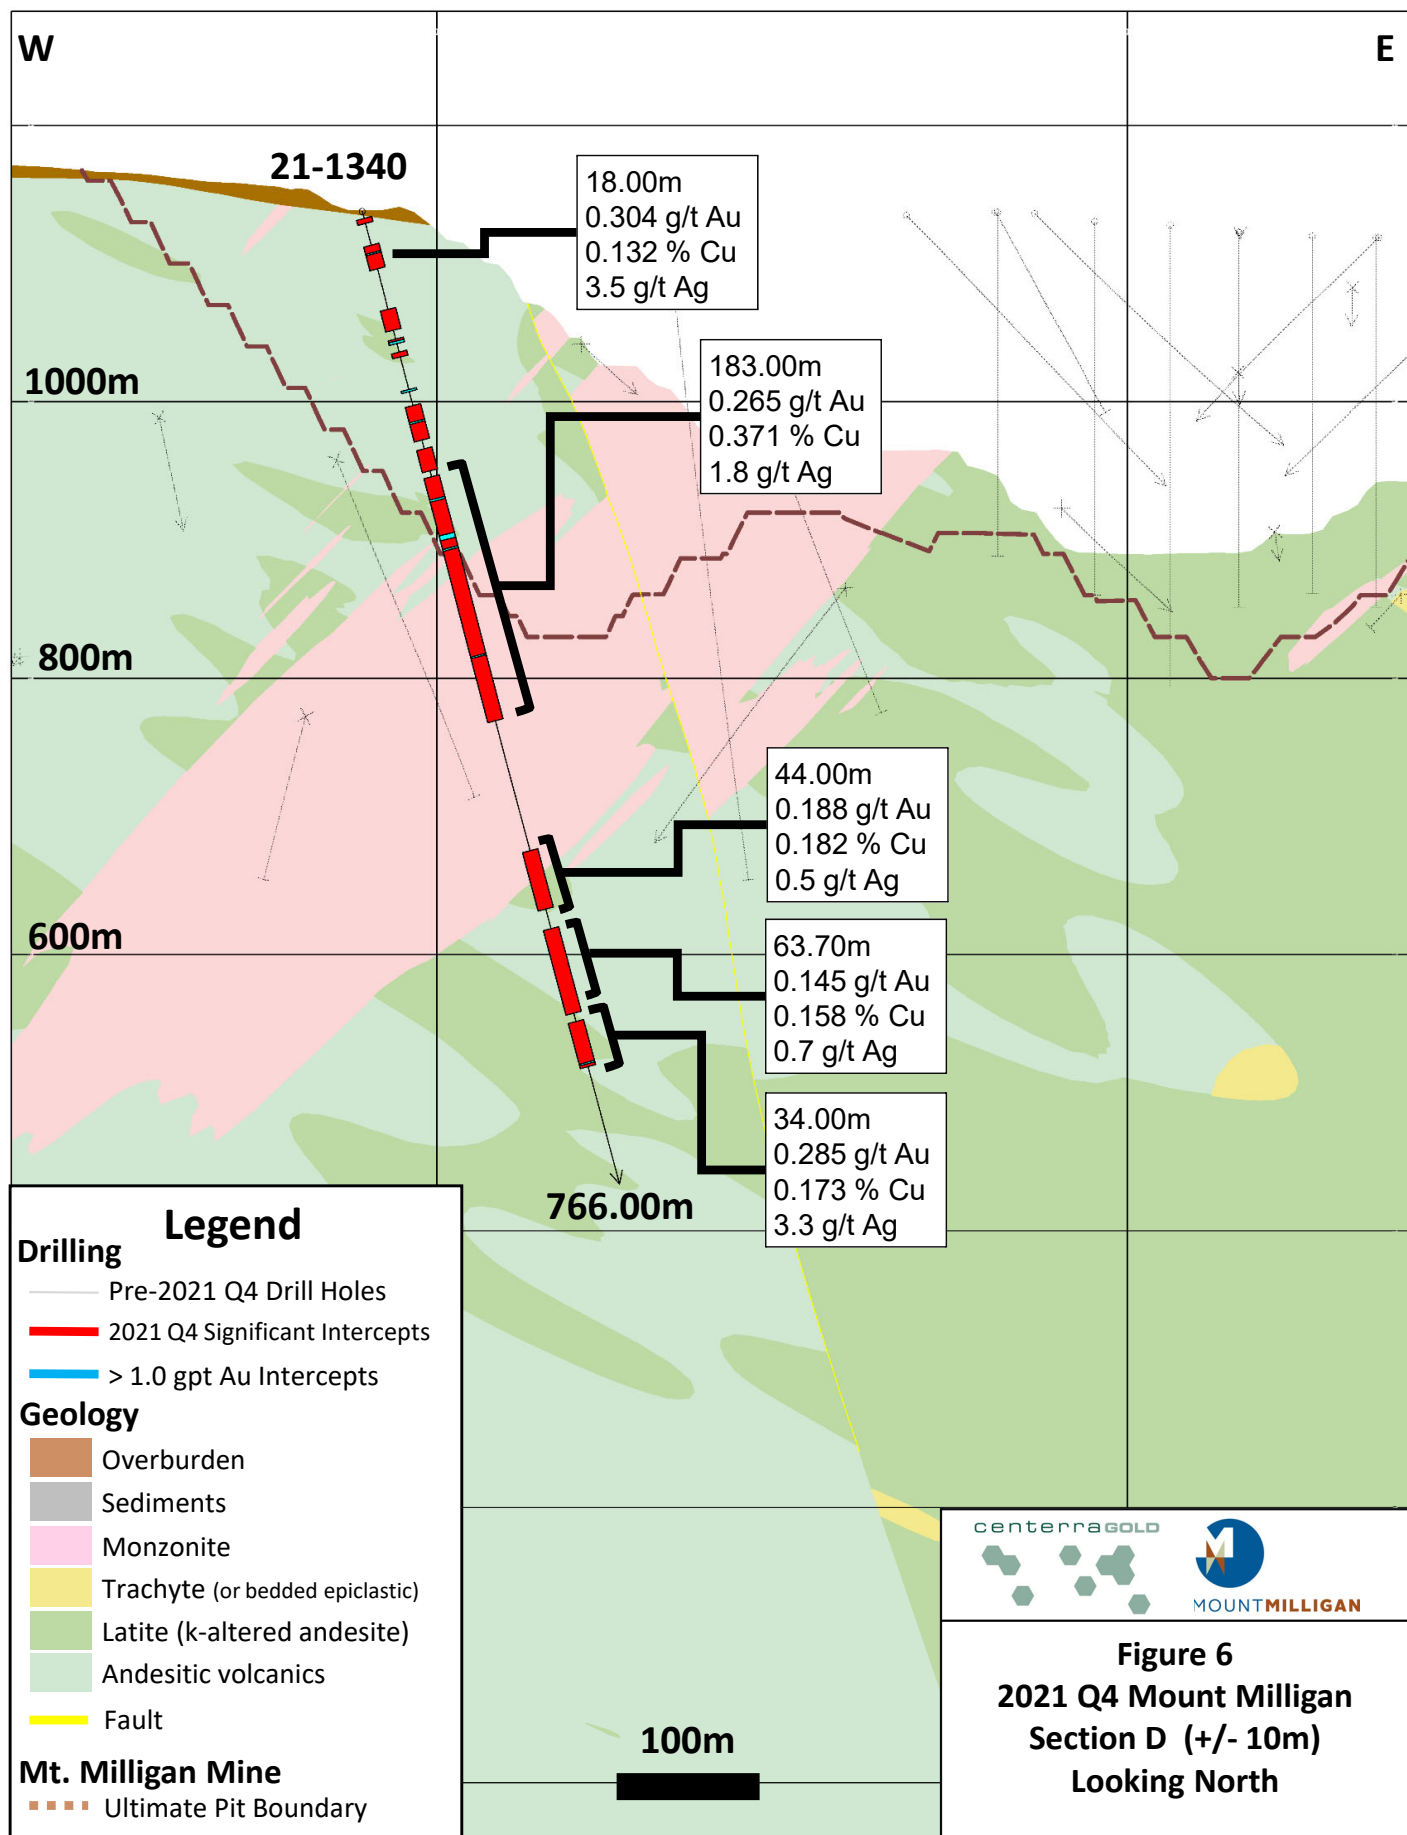 W
E
21-1340
18.00m
0.304 g/t Au
0.132 % Cu
3.5 g/t Ag
183.00m
0.265 g/t Au
0.371 % Cu
1.8 g/t Ag
1000m
800m
44.00m
0.188 g/t Au
0.182 % Cu
0.5 g/t Ag
600m
63.70m
0.145 g/t Au
0.158 % Cu
0.7 g/t Ag
34.00m
0.285 g/t Au
0.173 % Cu
3.3 g/t Ag
766.00m
Legend
Drilling
Pre-2021 Q4 Drill Holes
2021 Q4 Significant Intercepts
> 1.0 gpt Au Intercepts
Geology
Overburden
Sediments
Monzonite
Trachyte (or bedded epiclastic)
Latite (k-altered andesite)
Andesitic volcanics
Fault
Mt. Milligan Mine
Ultimate Pit Boundary
100m
centerraGOLD
M
MOUNTMILLIGAN
Figure 6
2021 Q4 Mount Milligan
Section D (+/- 10m)
Looking North